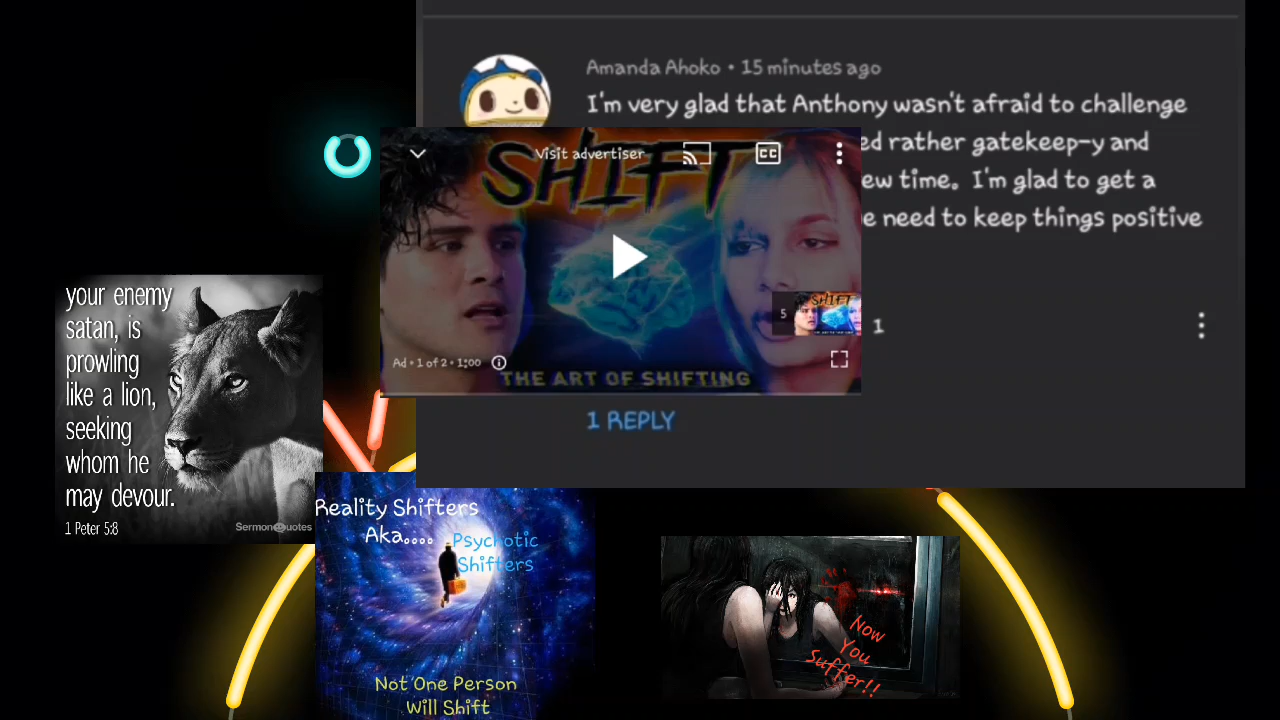 Amanda Ahoko • 15 minutes ago
I'm very glad that Anthony wasn't afraid to challenge
ed rather gatekeep-y and
ew time. I'm glad to get a
e need to keep things positive
1
1 REPLY
Visit advertiser
CC
SHIFT
5
SHIFT
Ad • 1 of 2 • 1:00
THE ART OF SHIFTING
your enemy
satan, is
prowling
like a lion,
seeking
whom he
may devour.
1 Peter 5:8
SermonQuotes
Reality Shifters
Aka....
Psychotic
Shifters
Not One Person
Will Shift
Now
You
Suffer!!